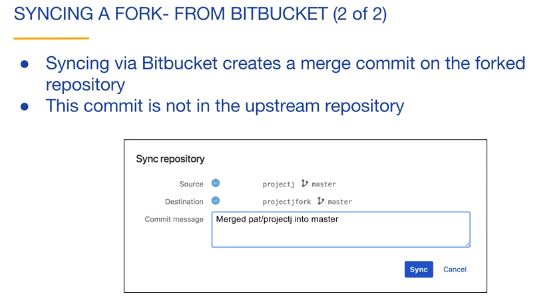 SYNCING A FORK- FROM BITBUCKET (2 of 2)
● Syncing via Bitbucket creates a merge commit on the forked
repository
● This commit is not in the upstream repository
Sync repository
Source projectj master
Destination projectjfork master
Commit message Merged pat/projectj into master
Sync Cancel